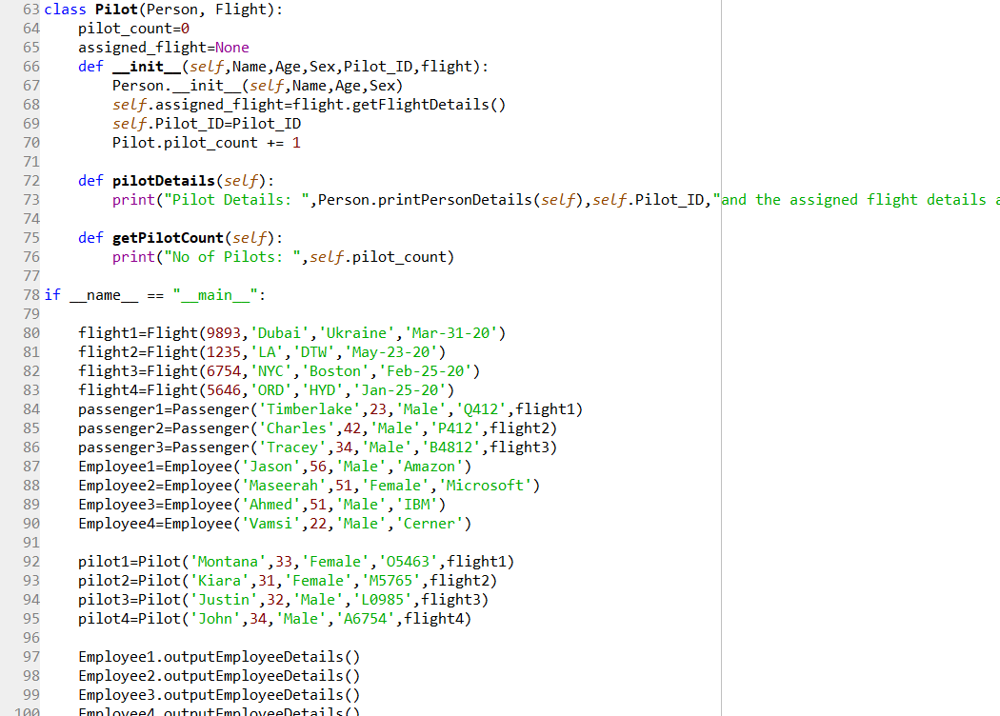 63 class Pilot(Person, Flight):
64     pilot_count=0
65     assigned_flight=None
66     def __init__(self,Name,Age,Sex,Pilot_ID,flight):
67         Person.__init__(self,Name,Age,Sex)
68         self.assigned_flight=flight.getFlightDetails()
69         self.Pilot_ID=Pilot_ID
70         Pilot.pilot_count += 1
71
72     def pilotDetails(self):
73         print("Pilot Details: ",Person.printPersonDetails(self),self.Pilot_ID,"and the assigned flight details
74
75     def getPilotCount(self):
76         print("No of Pilots: ",self.pilot_count)
77
78 if __name__ == "__main__":
79
80     flight1=Flight(9893,'Dubai','Ukraine','Mar-31-20')
81     flight2=Flight(1235,'LA','DTW','May-23-20')
82     flight3=Flight(6754,'NYC','Boston','Feb-25-20')
83     flight4=Flight(5646,'ORD','HYD','Jan-25-20')
84     passenger1=Passenger('Timberlake',23,'Male','Q412',flight1)
85     passenger2=Passenger('Charles',42,'Male','P412',flight2)
86     passenger3=Passenger('Tracey',34,'Male','B4812',flight3)
87     Employee1=Employee('Jason',56,'Male','Amazon')
88     Employee2=Employee('Maseerah',51,'Female','Microsoft')
89     Employee3=Employee('Ahmed',51,'Male','IBM')
90     Employee4=Employee('Vamsi',22,'Male','Cerner')
91
92     pilot1=Pilot('Montana',33,'Female','O5463',flight1)
93     pilot2=Pilot('Kiara',31,'Female','M5765',flight2)
94     pilot3=Pilot('Justin',32,'Male','L0985',flight3)
95     pilot4=Pilot('John',34,'Male','A6754',flight4)
96
97     Employee1.outputEmployeeDetails()
98     Employee2.outputEmployeeDetails()
99     Employee3.outputEmployeeDetails()
100     Employee4.outputEmployeeDetails()